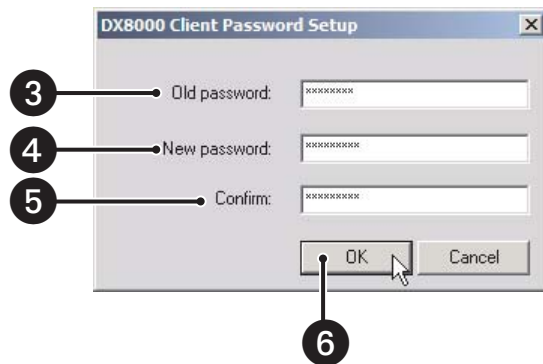 DX8000 Client Password Setup
3 Old password: ********
4 New password: *********
5 Confirm: *********
OK Cancel
6